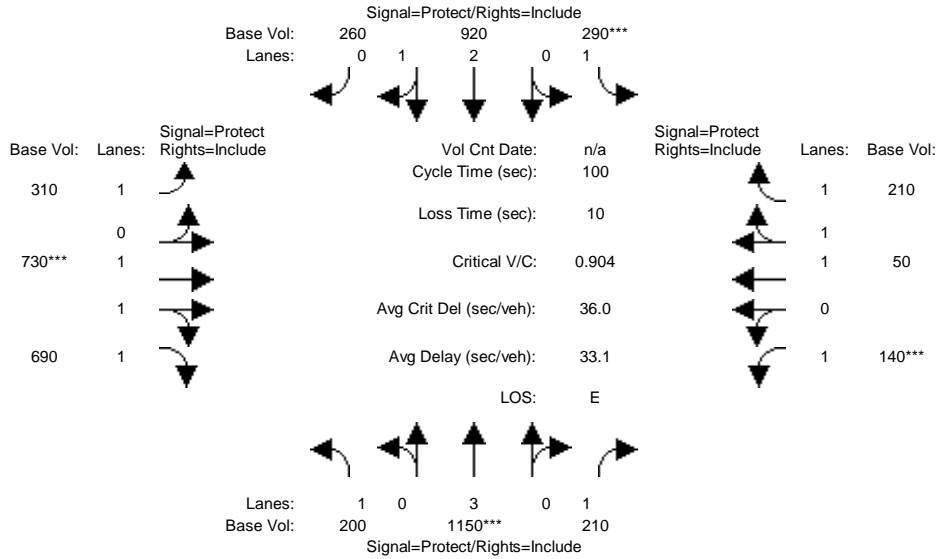 Signal=Protect/Rights=Include
Base Vol: 260 920 290***
Lanes: 0 1 2 0 1
Signal=Protect
Base Vol: Lanes: Rights=Include
Vol Cnt Date: n/a
Signal=Protect
Rights=Include Lanes: Base Vol:
Cycle Time (sec): 100
310 1
1 210
Loss Time (sec): 10
0
1
730*** 1
Critical V/C: 0.904
1 50
1
Avg Crit Del (sec/veh): 36.0
0
690 1
Avg Delay (sec/veh): 33.1
1 140***
LOS: E
Lanes: 1 0 3 0 1
Base Vol: 200 1150*** 210
Signal=Protect/Rights=Include